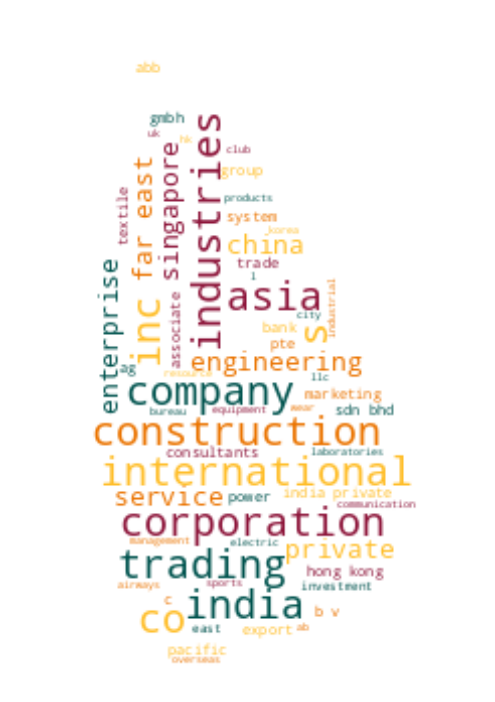 abb
gmbh
uk
hk
club
industries
singapore
far east
textile
group
products
system
korea
china
trade
l
enterprise
inc
associate
asia
industrial
city
s
bank
pte
engineering
ag
resource
llc
company
marketing
bureau
equipment
wear
sdn bhd
construction
consultants
laboratories
international
service
power
india private
communication
corporation
management
electric
private
trading
hong kong
airways
sports
investment
c
india
co
b v
east
export
ab
pacific
overseas